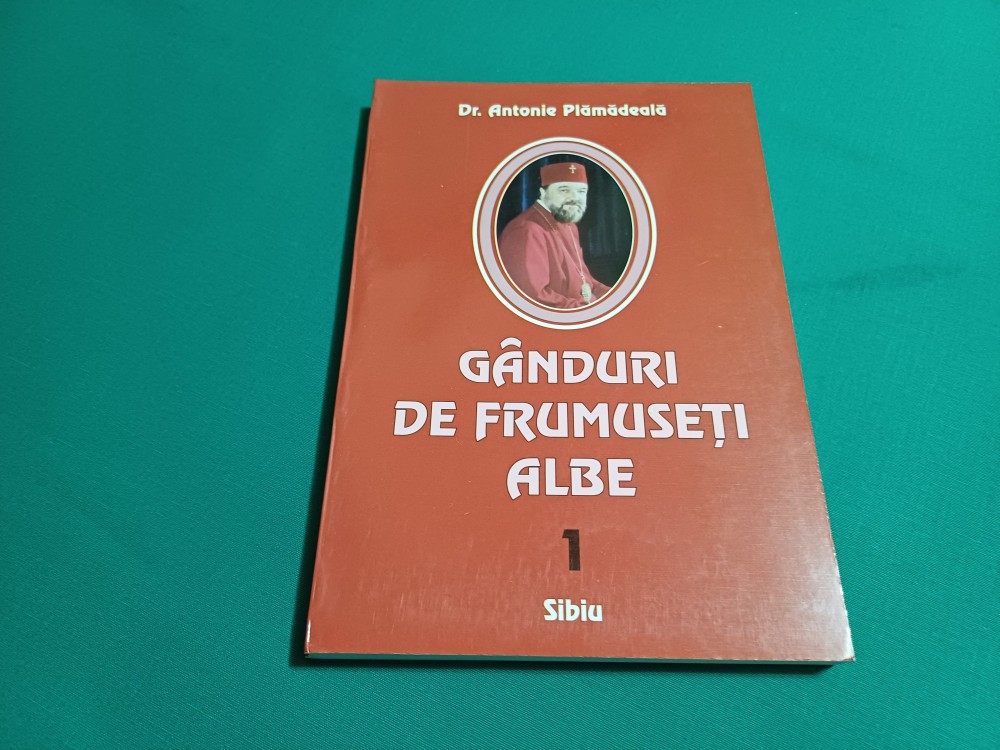 Dr. Antonie Plămădeală
GÂNDURI
DE FRUMUSEȚI
ALBE
1
Sibiu